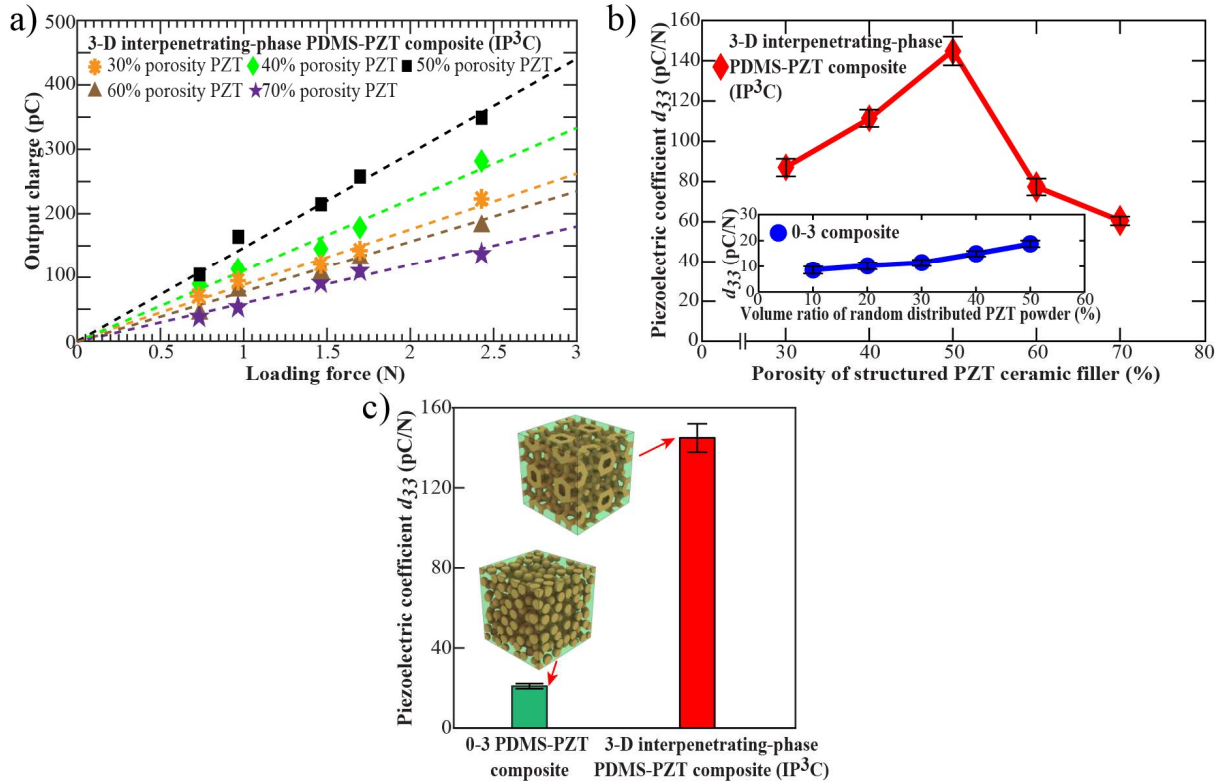 a)
500
400
300
200
100
0
Output charge (pC)
3-D interpenetrating-phase PDMS-PZT composite (IP³C)
30% porosity PZT 40% porosity PZT 50% porosity PZT
60% porosity PZT 70% porosity PZT
0 0.5 1 1.5 2 2.5 3
Loading force (N)
b)
160
140
120
100
80
60
40
20
0
Piezoelectric coefficient d33 (pC/N)
3-D interpenetrating-phase
PDMS-PZT composite
(IP³C)
30
20
10
0
d33 (pC/N)
0-3 composite
0 10 20 30 40 50 60
Volume ratio of random distributed PZT powder (%)
20 30 40 50 60 70 80
Porosity of structured PZT ceramic filler (%)
c)
160
120
80
40
0
Piezoelectric coefficient d33 (pC/N)
0-3 PDMS-PZT
composite
3-D interpenetrating-phase
PDMS-PZT composite (IP³C)